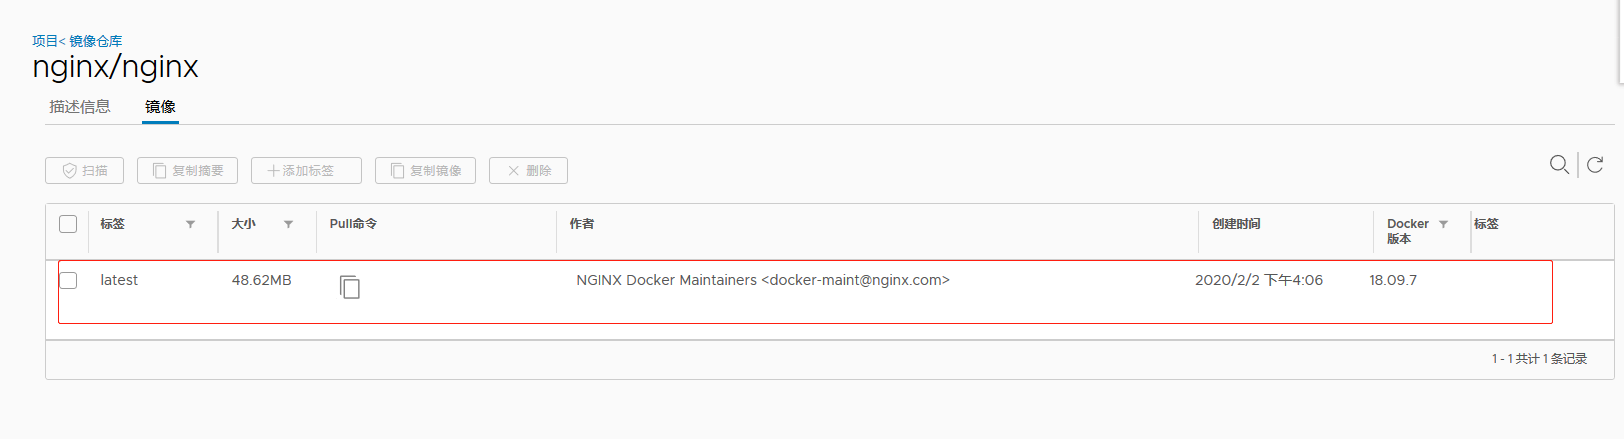 项目< 镜像仓库
nginx/nginx
描述信息 镜像
扫描 复制摘要 添加标签 复制镜像 删除
标签 大小 Pull命令 作者 创建时间 Docker 版本 标签
latest 48.62MB NGINX Docker Maintainers <docker-maint@nginx.com> 2020/2/2 下午4:06 18.09.7
1 - 1 共计 1 条记录